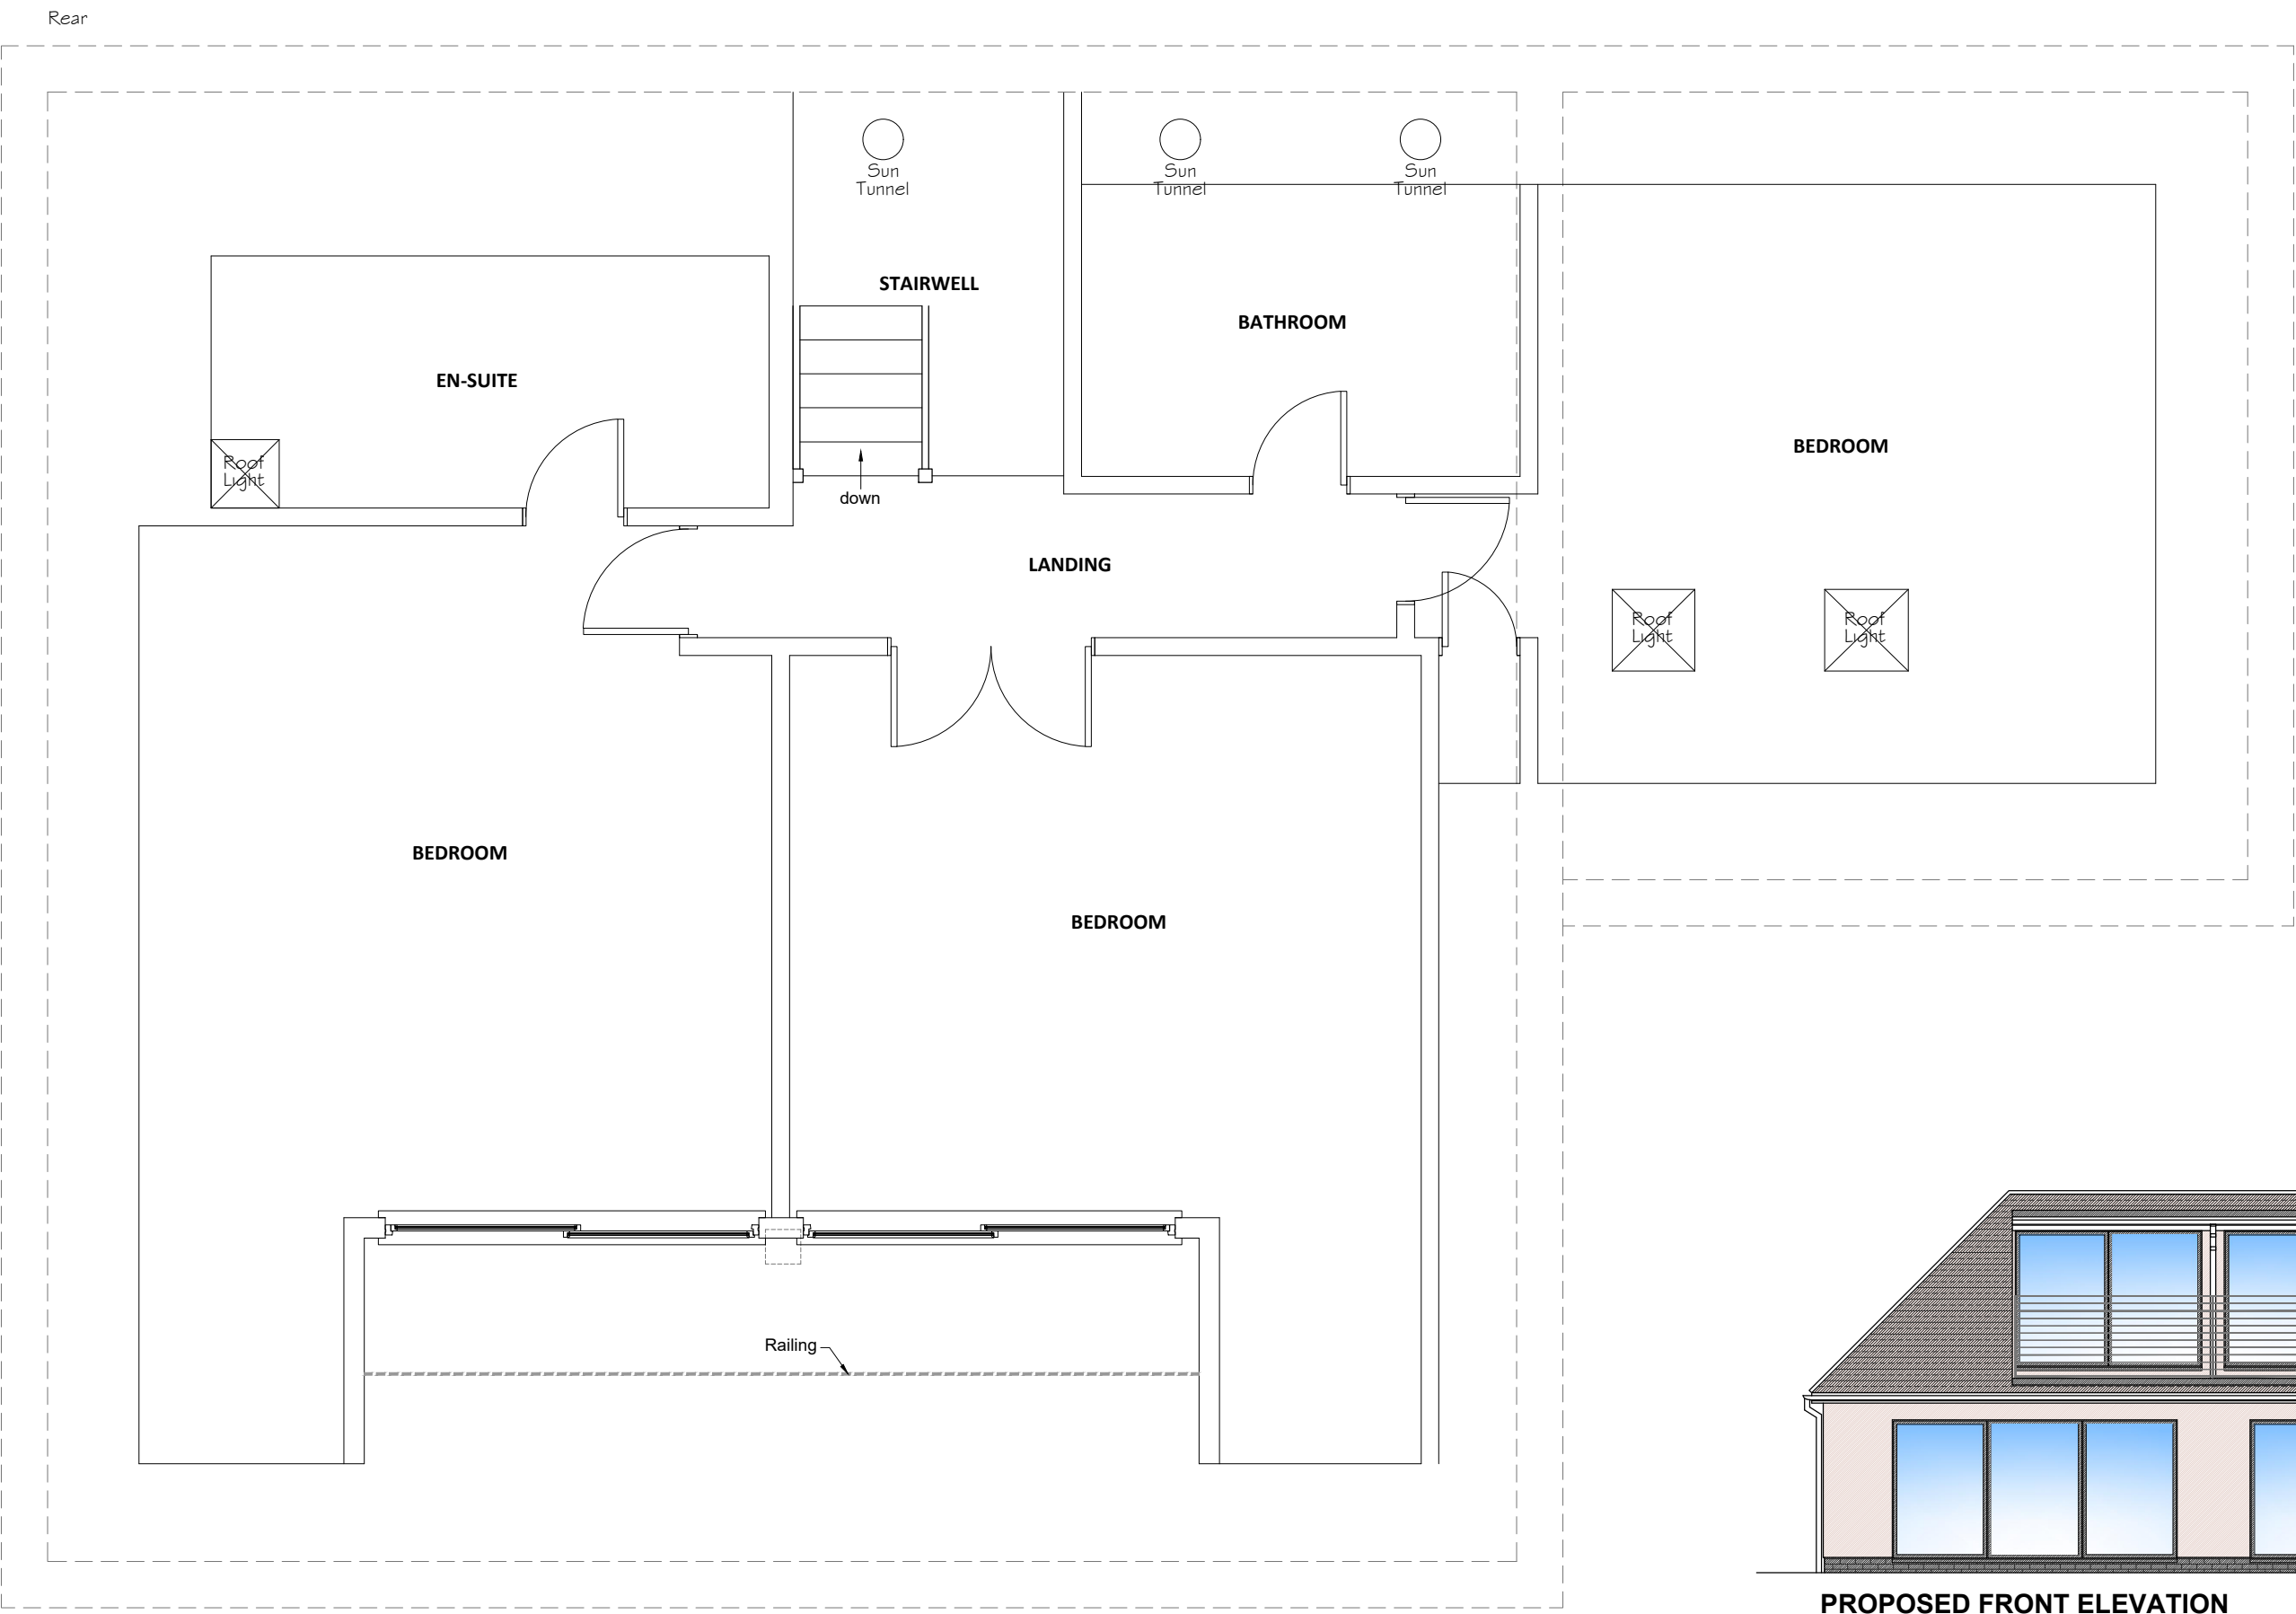 Rear
Sun
Tunnel
Sun
Tunnel
Sun
Tunnel
STAIRWELL
BATHROOM
EN-SUITE
BEDROOM
Roof
Light
down
LANDING
Roof
Light
Roof
Light
BEDROOM
BEDROOM
Railing
PROPOSED FRONT ELEVATION